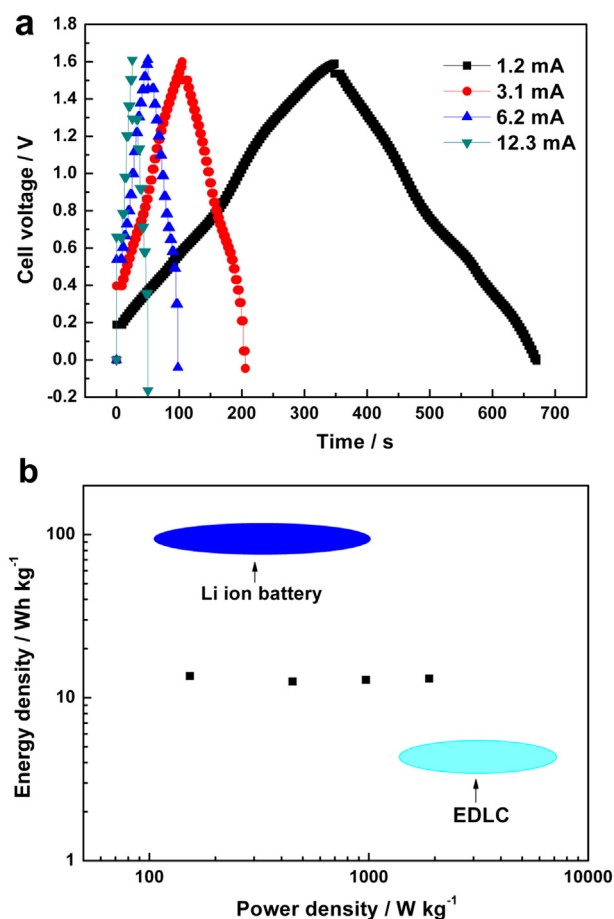 a
1.8
1.6
1.4
1.2
1.0
0.8
0.6
0.4
0.2
0.0
-0.2
Cell voltage / V
1.2 mA
3.1 mA
6.2 mA
12.3 mA
0 100 200 300 400 500 600 700
Time / s
b
100
10
1
Energy density / Wh kg⁻¹
Li ion battery
EDLC
100 1000 10000
Power density / W kg⁻¹